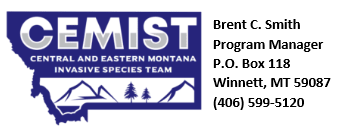 CEMIST
CENTRAL AND EASTERN MONTANA
INVASIVE SPECIES TEAM
Brent C. Smith
Program Manager
P.O. Box 118
Winnett, MT 59087
(406) 599-5120